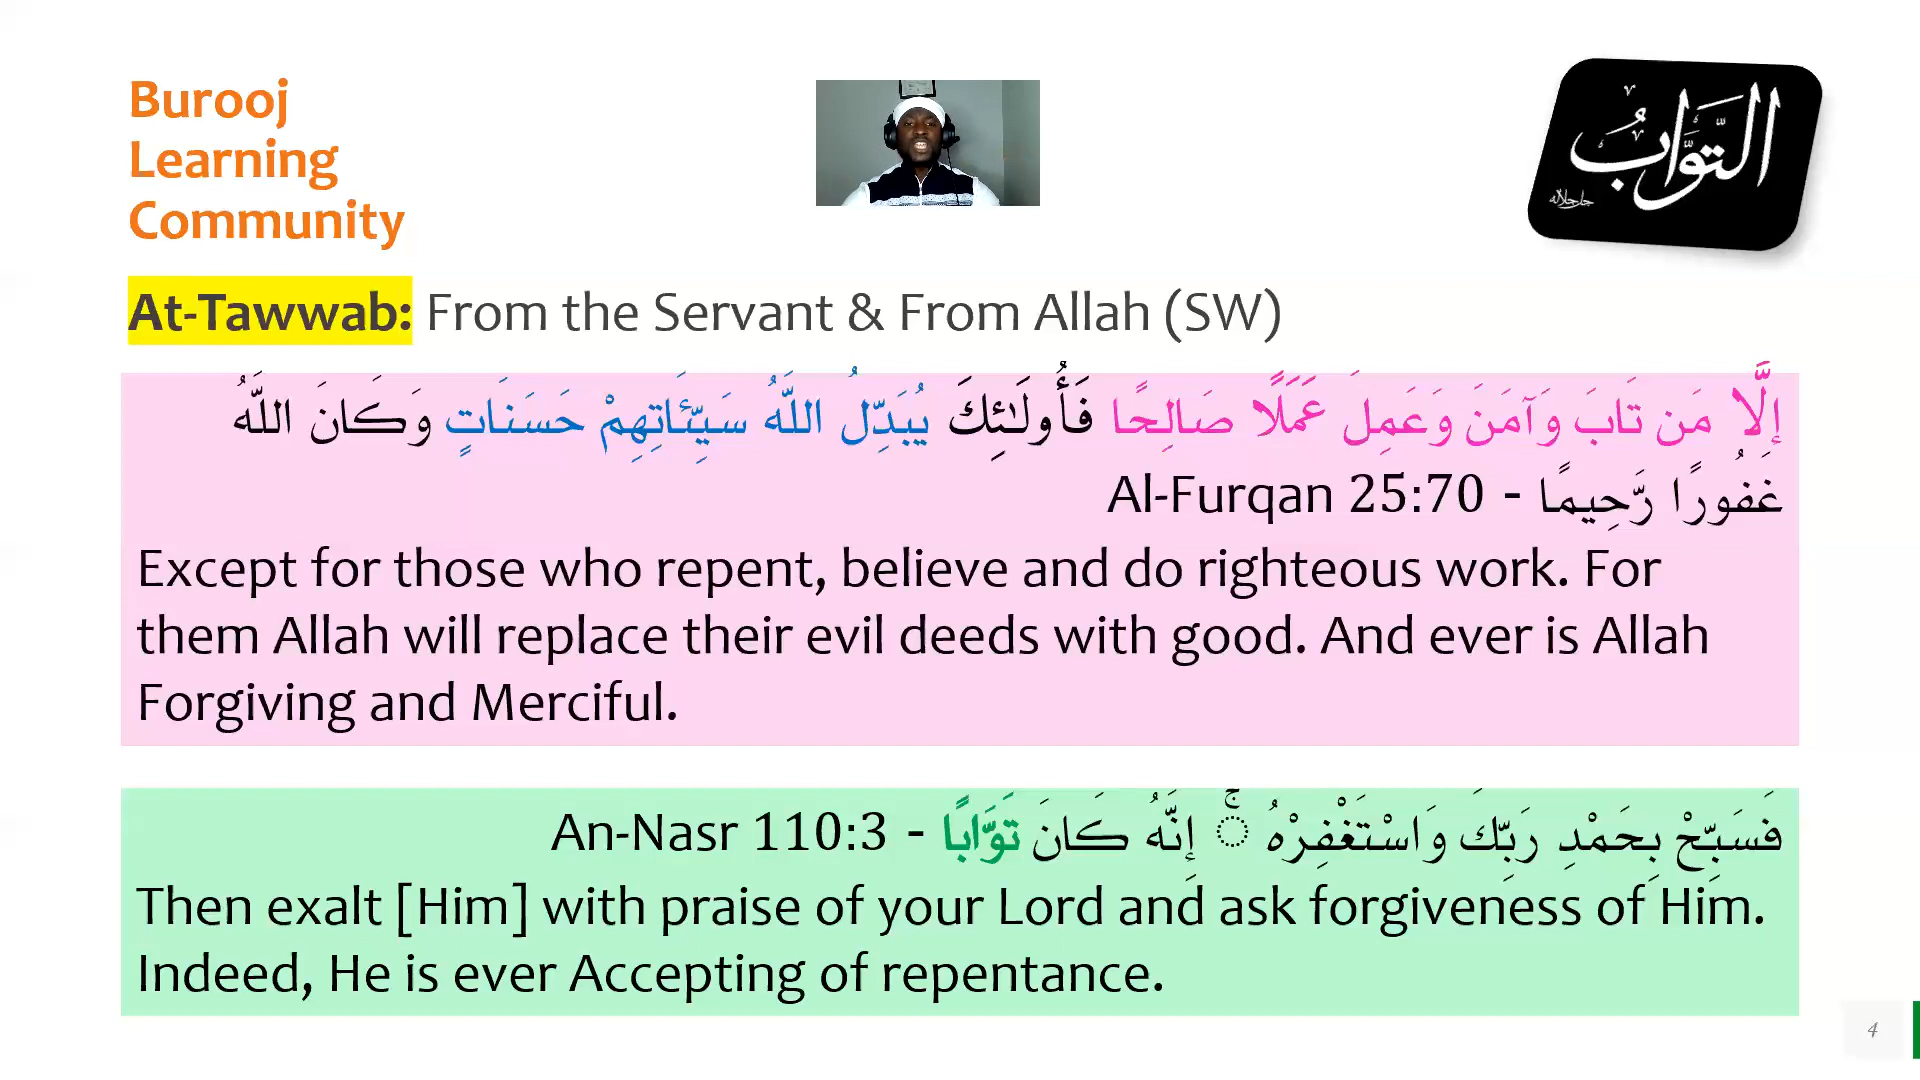 Burooj
Learning
Community
التَّوَّابُ
جل جلاله
At-Tawwab: From the Servant & From Allah (SW)
إِلَّا مَن تَابَ وَآمَنَ وَعَمِلَ عَمَلًا صَالِحًا فَأُولَـٰئِكَ يُبَدِّلُ اللَّهُ سَيِّئَاتِهِمْ حَسَنَاتٍ وَكَانَ اللَّهُ
غَفُورًا رَّحِيمًا - Al-Furqan 25:70
Except for those who repent, believe and do righteous work. For
them Allah will replace their evil deeds with good. And ever is Allah
Forgiving and Merciful.
فَسَبِّحْ بِحَمْدِ رَبِّكَ وَاسْتَغْفِرْهُ ۚ إِنَّهُ كَانَ تَوَّابًا - An-Nasr 110:3
Then exalt [Him] with praise of your Lord and ask forgiveness of Him.
Indeed, He is ever Accepting of repentance.
4